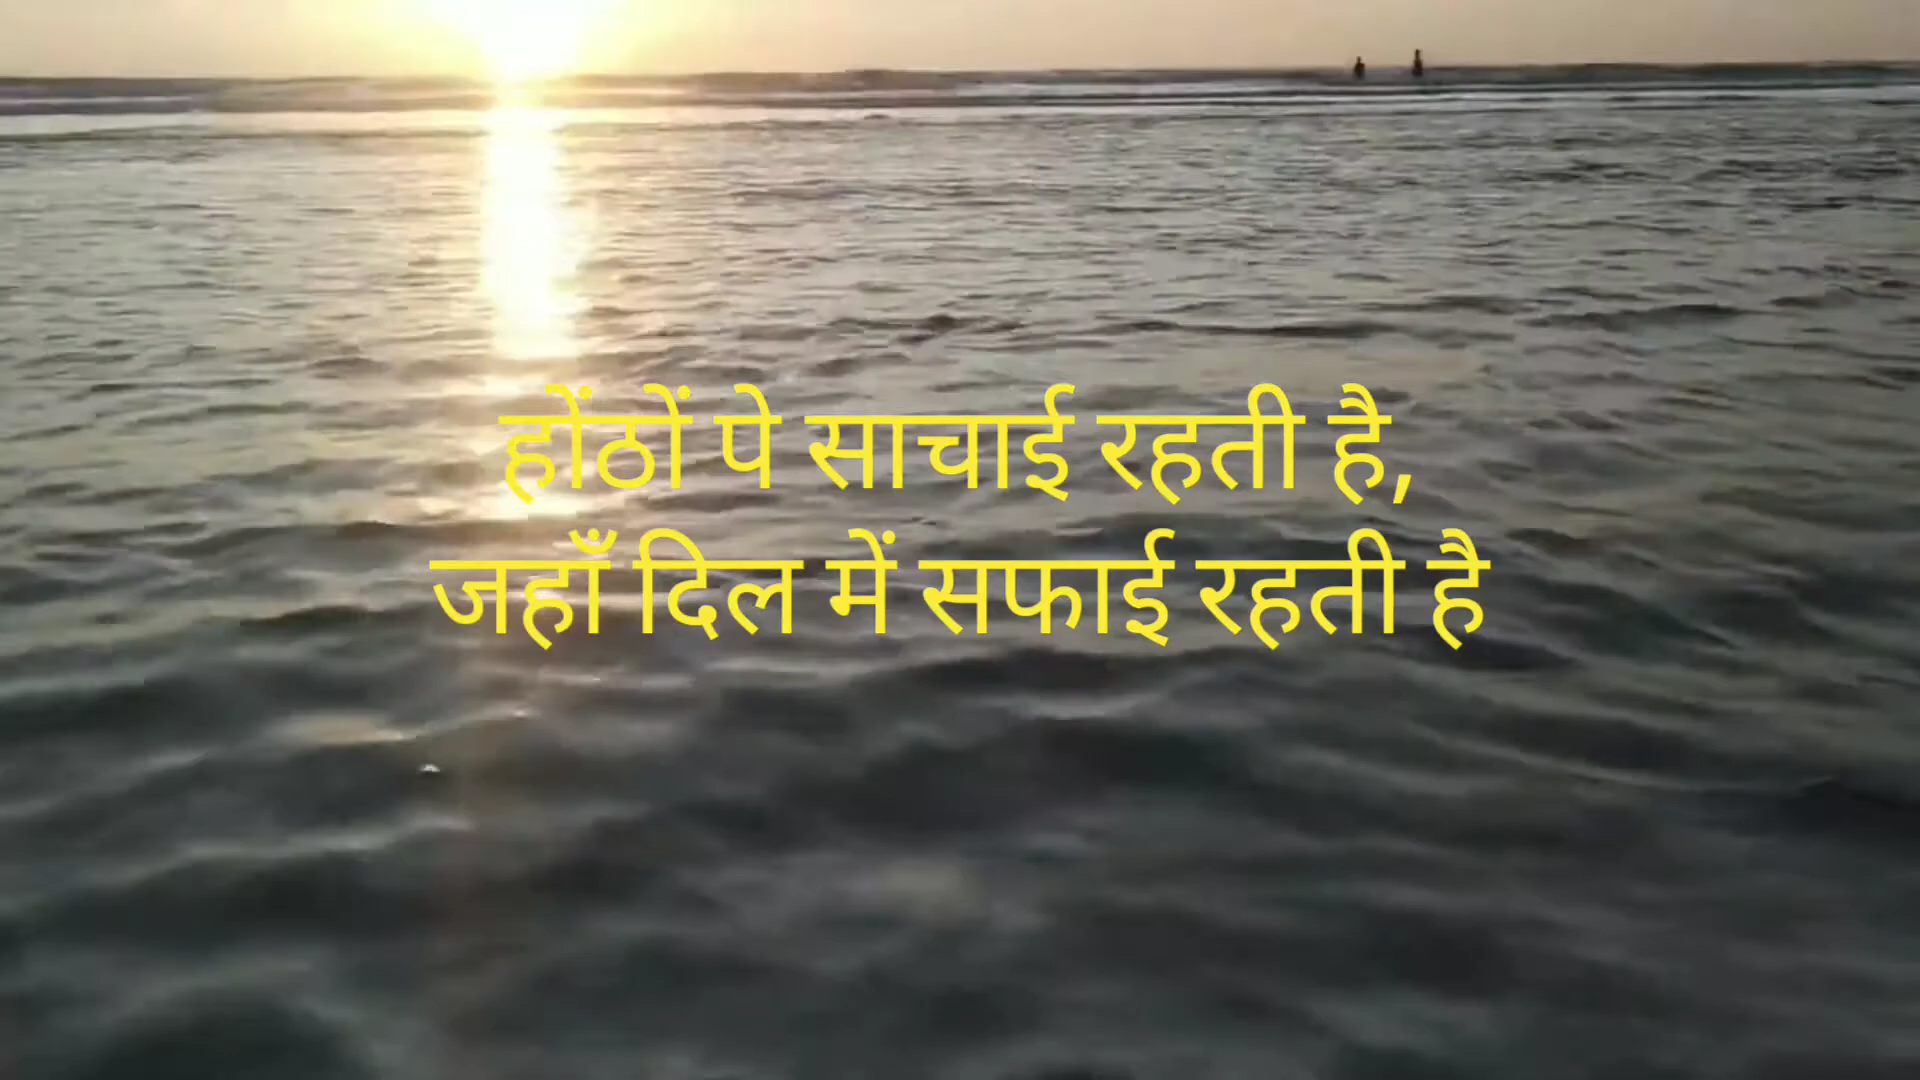 होंठों पे साचाई रहती है,
जहाँ दिल में सफाई रहती है